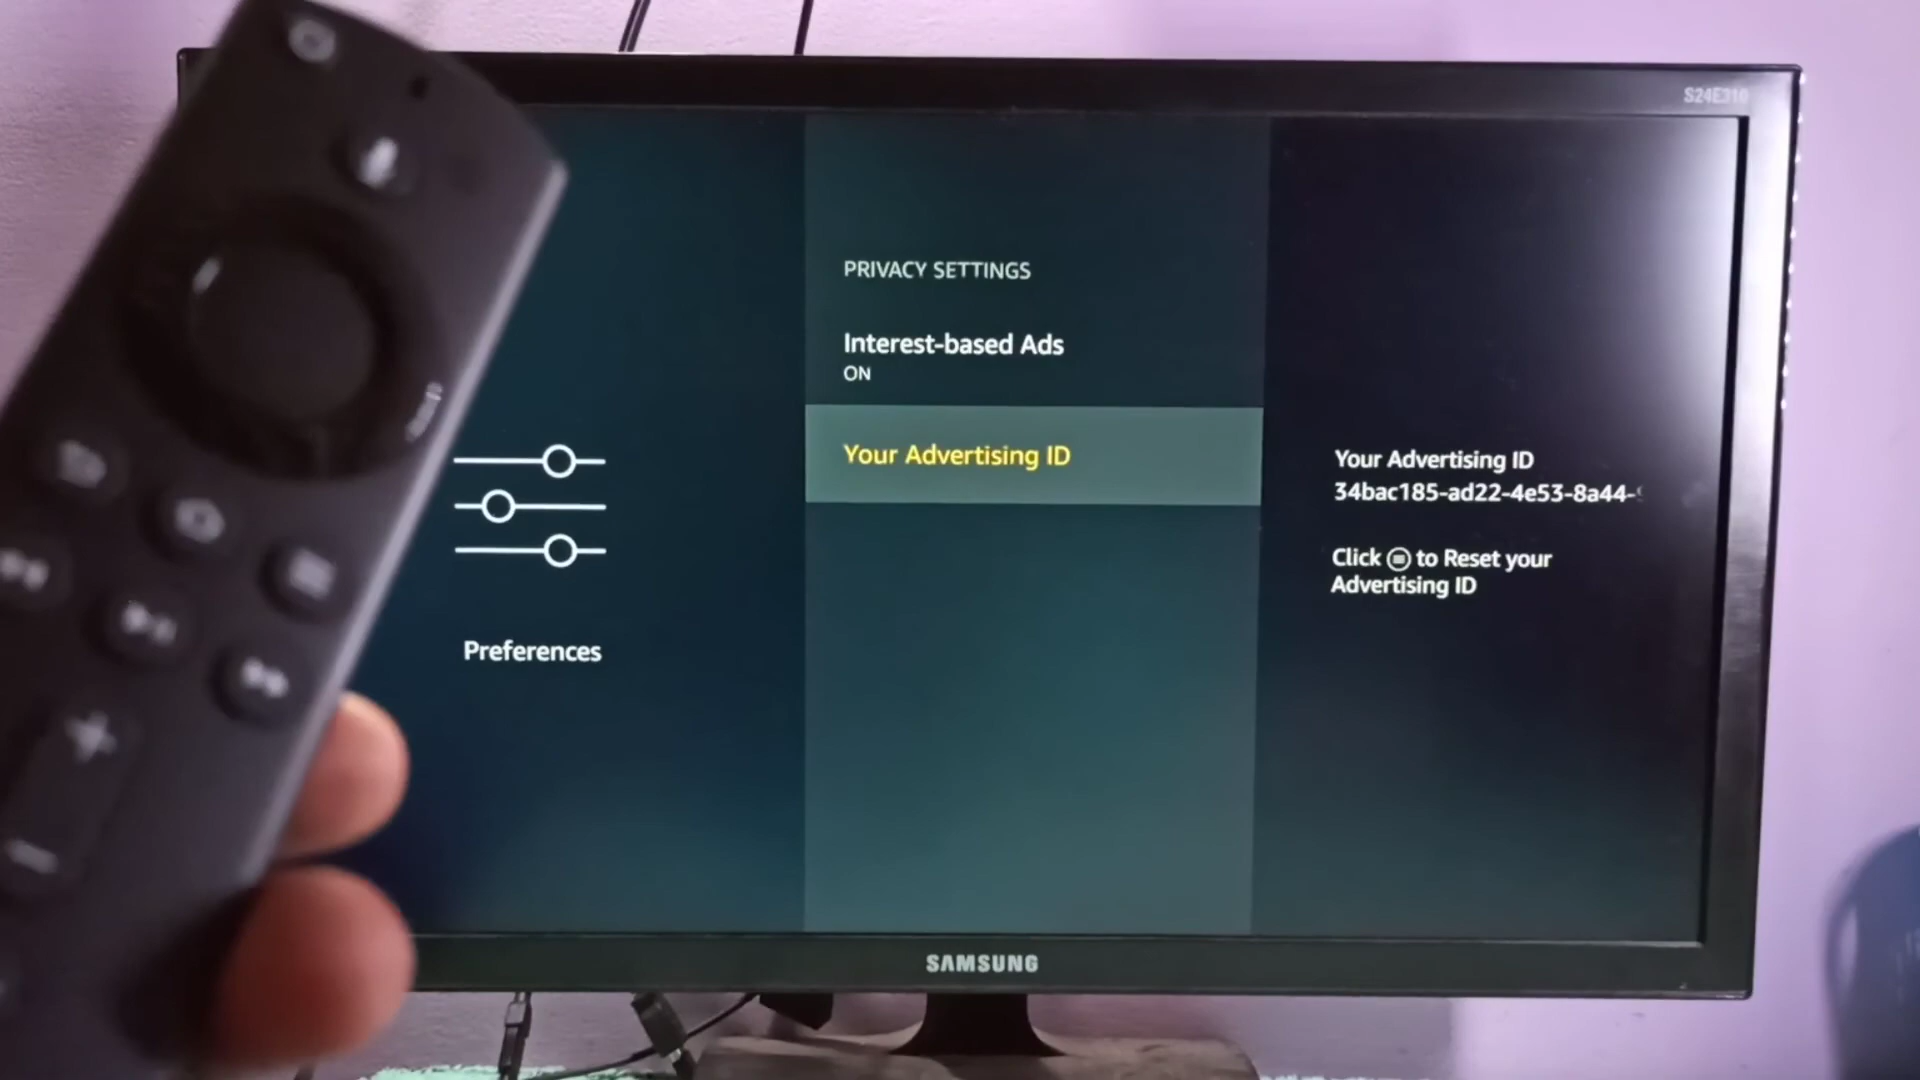 S24E310
PRIVACY SETTINGS
Interest-based Ads
ON
Your Advertising ID
Preferences
Your Advertising ID
34bac185-ad22-4e53-8a44-
Click to Reset your
Advertising ID
SAMSUNG